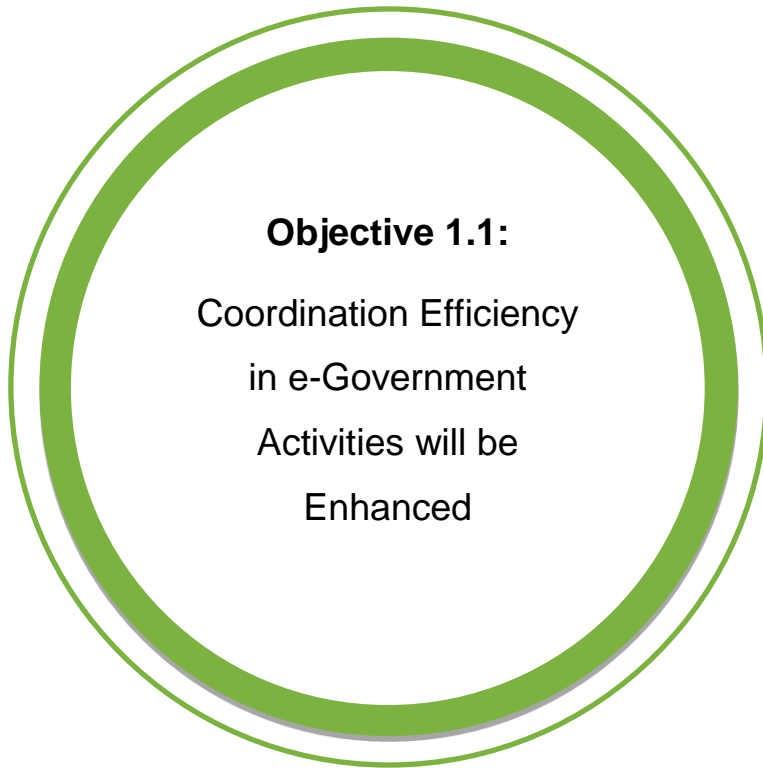 Objective 1.1:
Coordination Efficiency
in e-Government
Activities will be
Enhanced